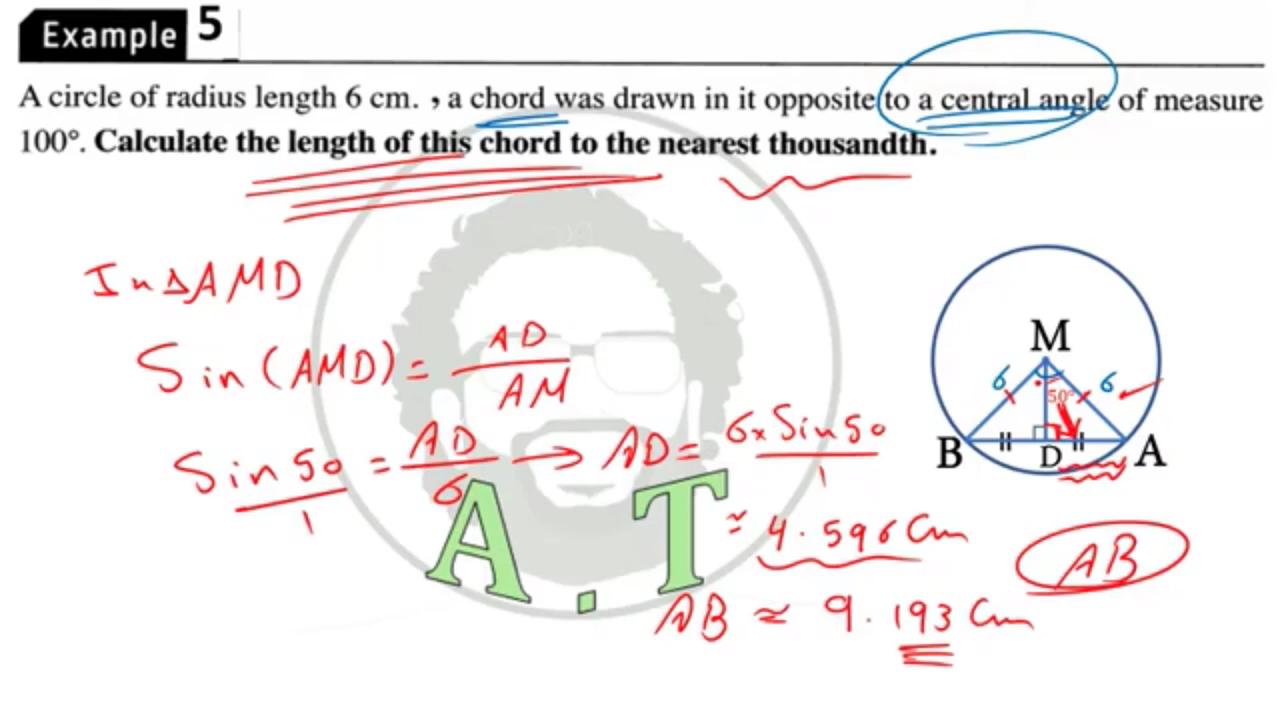 Example 5
A circle of radius length 6 cm. , a chord was drawn in it opposite to a central angle of measure
100°. Calculate the length of this chord to the nearest thousandth.
In ΔAMD
Sin (AMD) = AD / AM
Sin 50 / 1 = AD / 6 → AD = 6 × Sin 50 / 1
≈ 4.596 Cm
AB ≈ 9.193 Cm
AB
M
6 50° 6
B D A
A.T